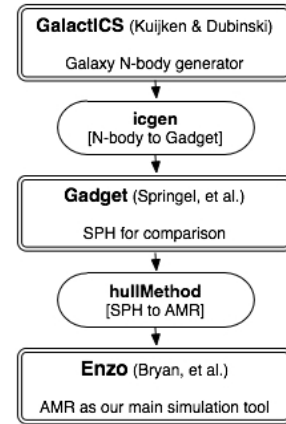 GalactICS (Kuijken & Dubinski)
Galaxy N-body generator
icgen
[N-body to Gadget]
Gadget (Springel, et al.)
SPH for comparison
hullMethod
[SPH to AMR]
Enzo (Bryan, et al.)
AMR as our main simulation tool